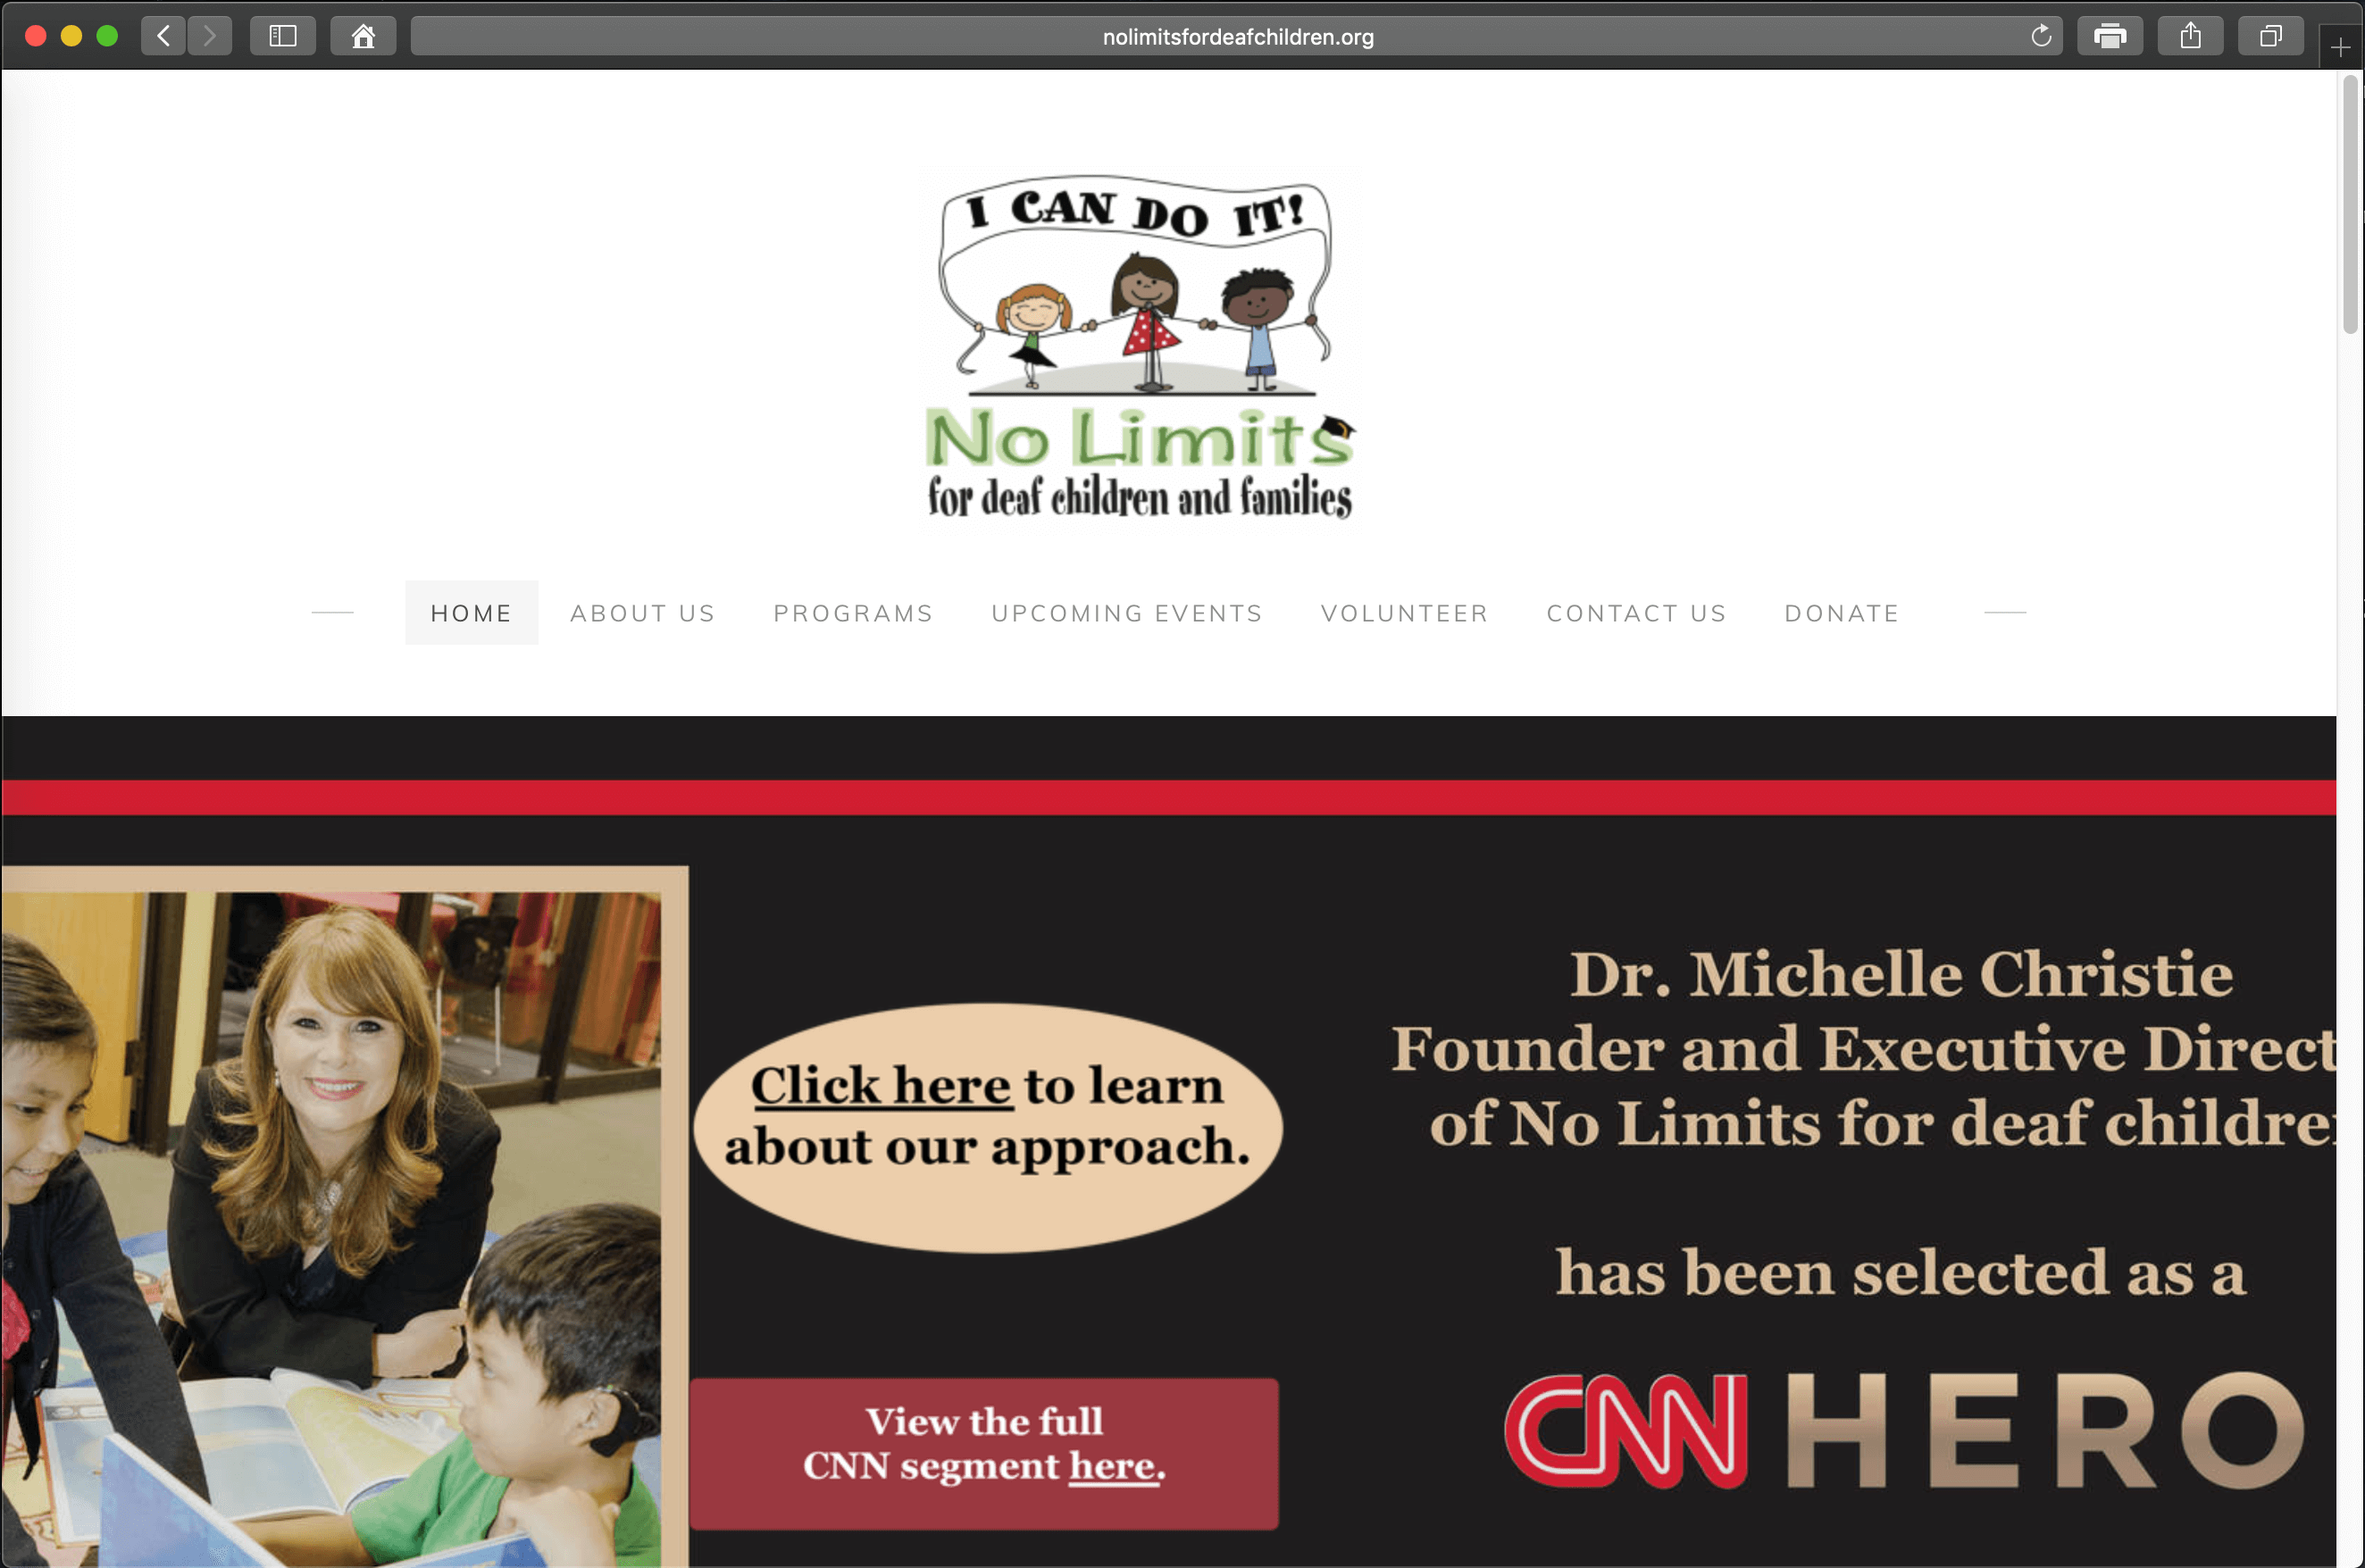 nolimitsfordeafchildren.org
I CAN DO IT!
No Limits
for deaf children and families
HOME ABOUT US PROGRAMS UPCOMING EVENTS VOLUNTEER CONTACT US DONATE
Click here to learn
about our approach.
View the full
CNN segment here.
Dr. Michelle Christie
Founder and Executive Direct
of No Limits for deaf childre
has been selected as a
CNN HERO